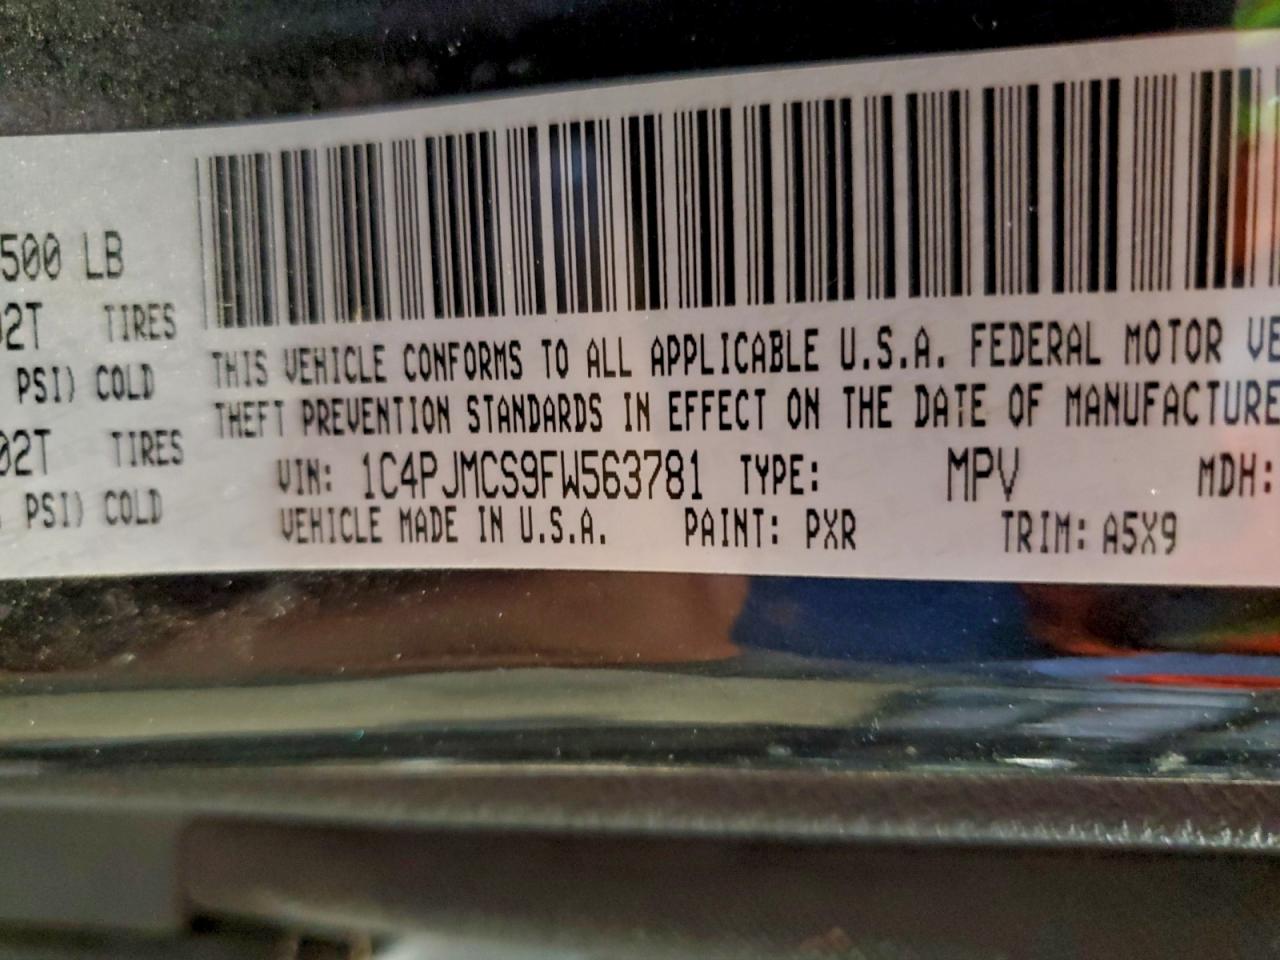 500 LB
02T TIRES
PSI) COLD
02T TIRES
PSI) COLD
THIS VEHICLE CONFORMS TO ALL APPLICABLE U.S.A. FEDERAL MOTOR VE
THEFT PREVENTION STANDARDS IN EFFECT ON THE DATE OF MANUFACTURE
VIN: 1C4PJMCS9FW563781 TYPE: MPV MDH:
VEHICLE MADE IN U.S.A. PAINT: PXR TRIM: A5X9